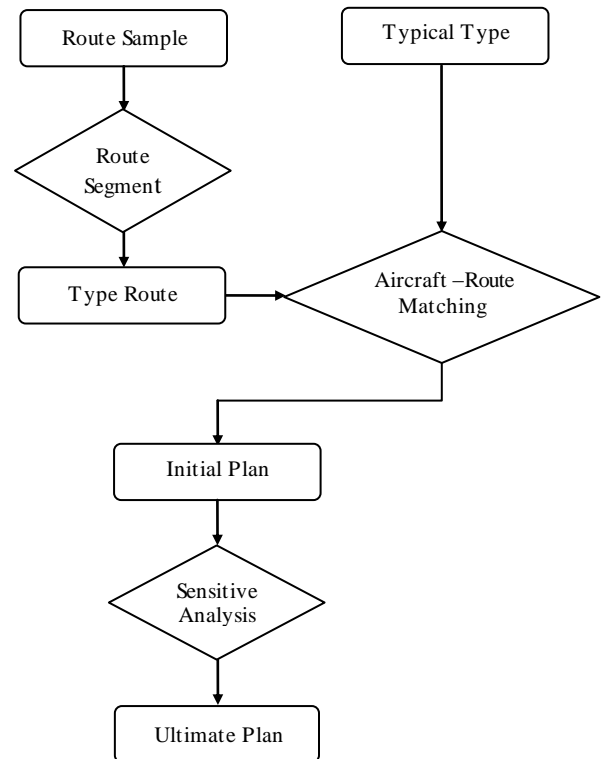 Route Sample
Typical Type
Route
Segment
Type Route
Aircraft –Route
Matching
Initial Plan
Sensitive
Analysis
Ultimate Plan